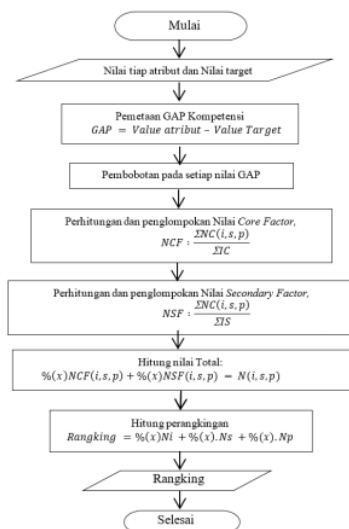 Mulai
Nilai tiap atribut dan Nilai target
Pemetaan GAP Kompetensi
GAP = Value atribut – Value Target
Pembobotan pada setiap nilai GAP
Perhitungan dan penglompokan Nilai Core Factor,
NCF : ΣNC(i,s,p) / ΣIC
Perhitungan dan penglompokan Nilai Secondary Factor,
NSF : ΣNC(i,s,p) / ΣIS
Hitung nilai Total:
%(x)NCF(i,s,p) + %(x)NSF(i,s,p) = N(i,s,p)
Hitung perangkingan
Rangking = %(x)Ni + %(x).Ns + %(x).Np
Rangking
Selesai